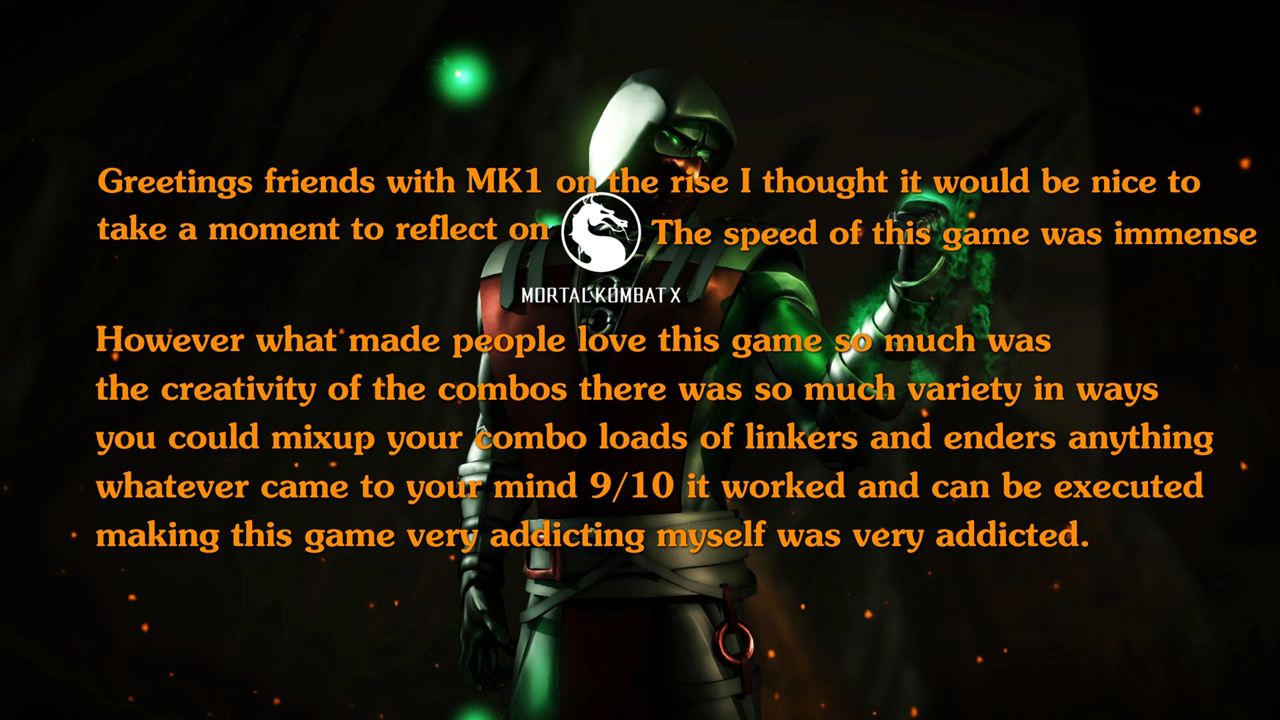 Greetings friends with MK1 on the rise I thought it would be nice to
take a moment to reflect on
The speed of this game was immense
MORTAL KOMBAT X
However what made people love this game so much was
the creativity of the combos there was so much variety in ways
you could mixup your combo loads of linkers and enders anything
whatever came to your mind 9/10 it worked and can be executed
making this game very addicting myself was very addicted.